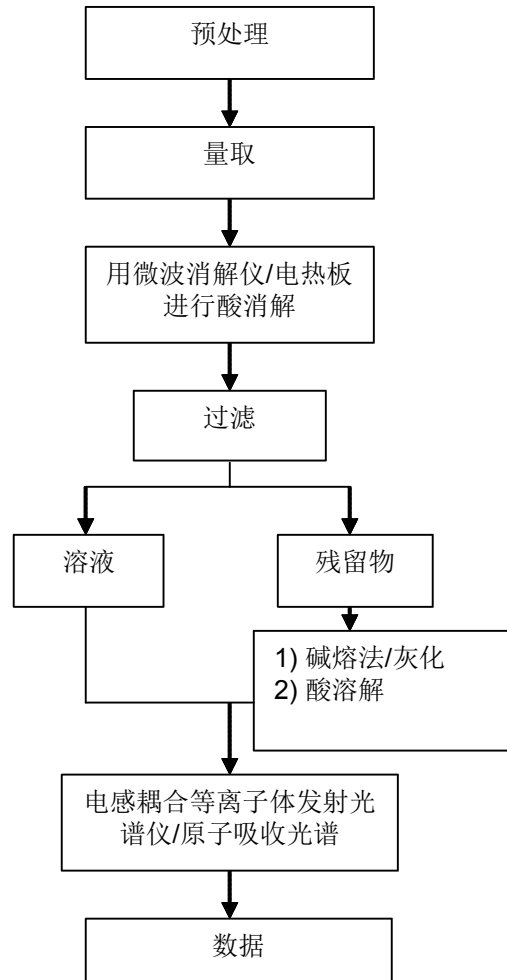 预处理
量取
用微波消解仪/电热板
进行酸消解
过滤
溶液
残留物
1) 碱熔法/灰化
2) 酸溶解
电感耦合等离子体发射光
谱仪/原子吸收光谱
数据